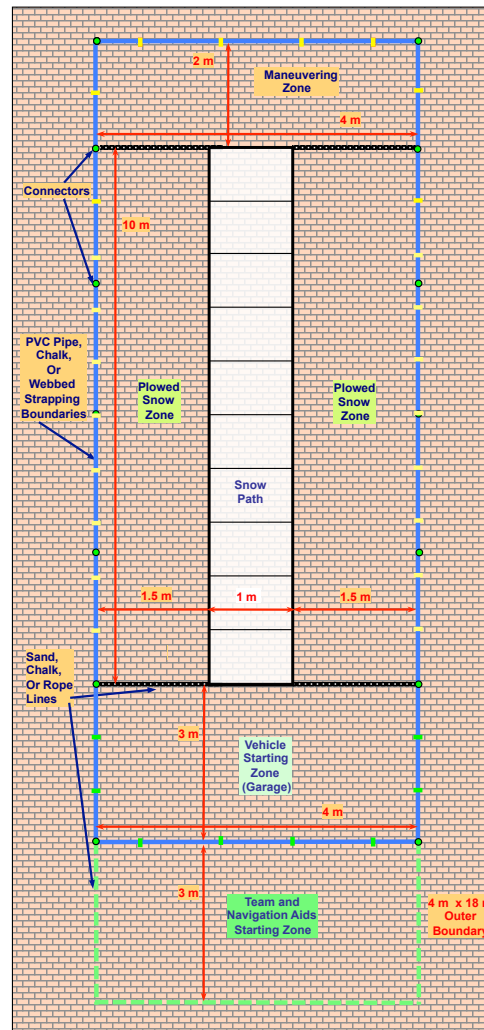 2 m
Maneuvering
Zone
4 m
Connectors
10 m
PVC Pipe,
Chalk,
Or
Webbed
Strapping
Boundaries
Plowed
Snow
Zone
Plowed
Snow
Zone
Snow
Path
1.5 m
1 m
1.5 m
Sand,
Chalk,
Or Rope
Lines
3 m
Vehicle
Starting
Zone
(Garage)
4 m
3 m
Team and
Navigation Aids
Starting Zone
4 m x 18 m
Outer
Boundary